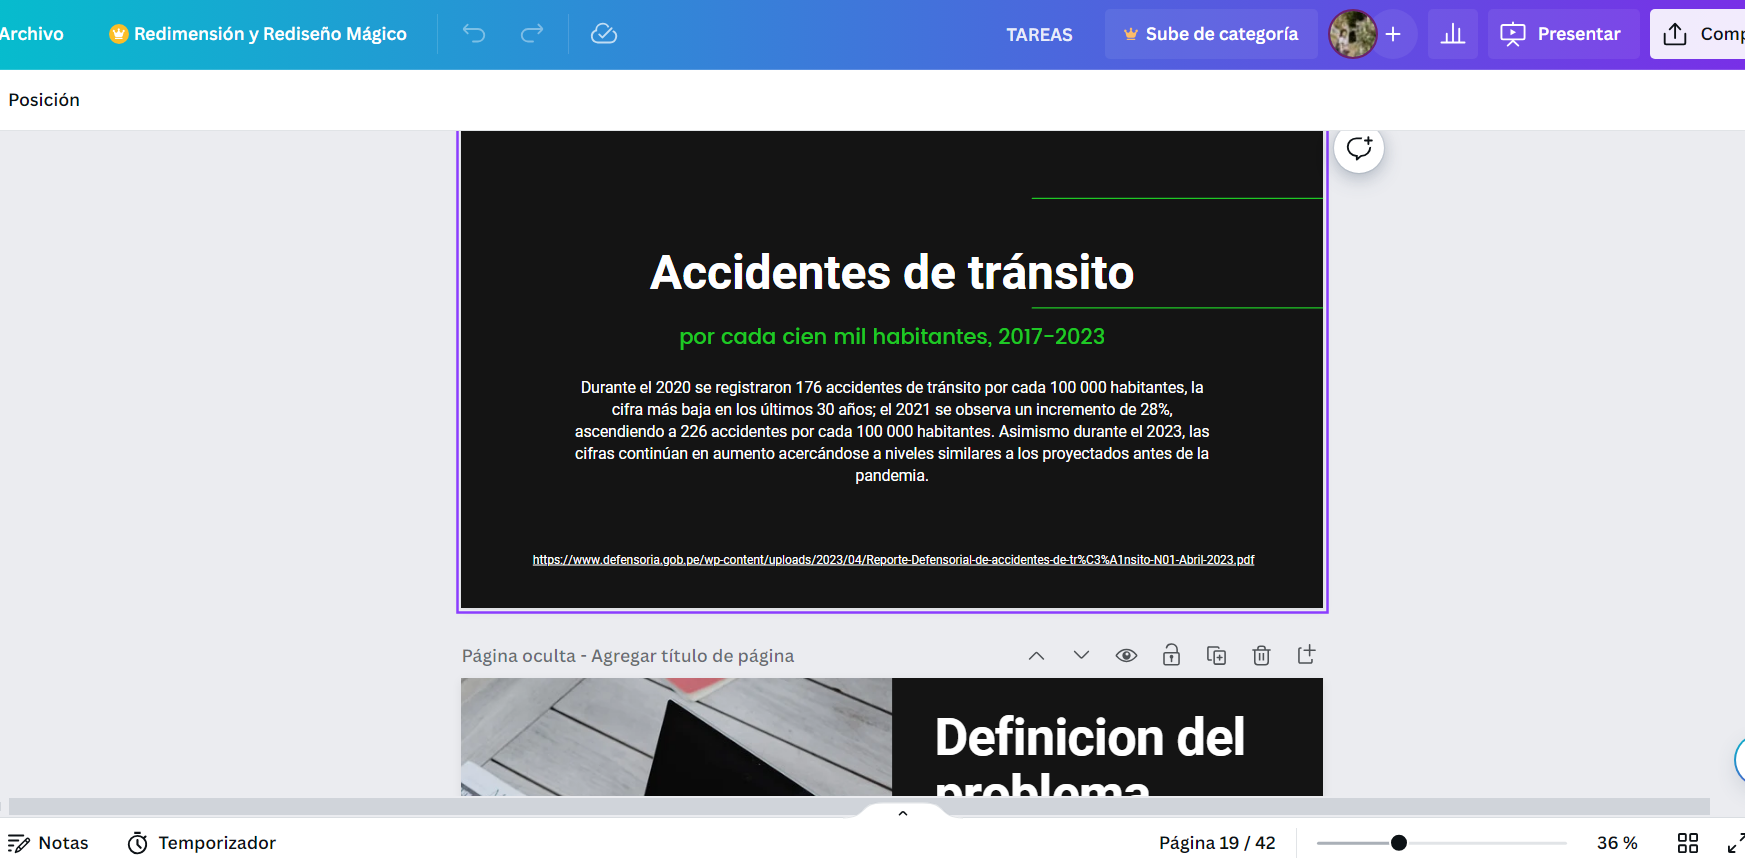 Archivo
Redimensión y Rediseño Mágico
TAREAS
Sube de categoría
Presentar
Comp
Posición
Accidentes de tránsito
por cada cien mil habitantes, 2017-2023
Durante el 2020 se registraron 176 accidentes de tránsito por cada 100 000 habitantes, la
cifra más baja en los últimos 30 años; el 2021 se observa un incremento de 28%,
ascendiendo a 226 accidentes por cada 100 000 habitantes. Asimismo durante el 2023, las
cifras continúan en aumento acercándose a niveles similares a los proyectados antes de la
pandemia.
https://www.defensoria.gob.pe/wp-content/uploads/2023/04/Reporte-Defensorial-de-accidentes-de-tr%C3%A1nsito-N01-Abril-2023.pdf
Página oculta - Agregar título de página
Definicion del
problema
Notas
Temporizador
Página 19 / 42
36 %